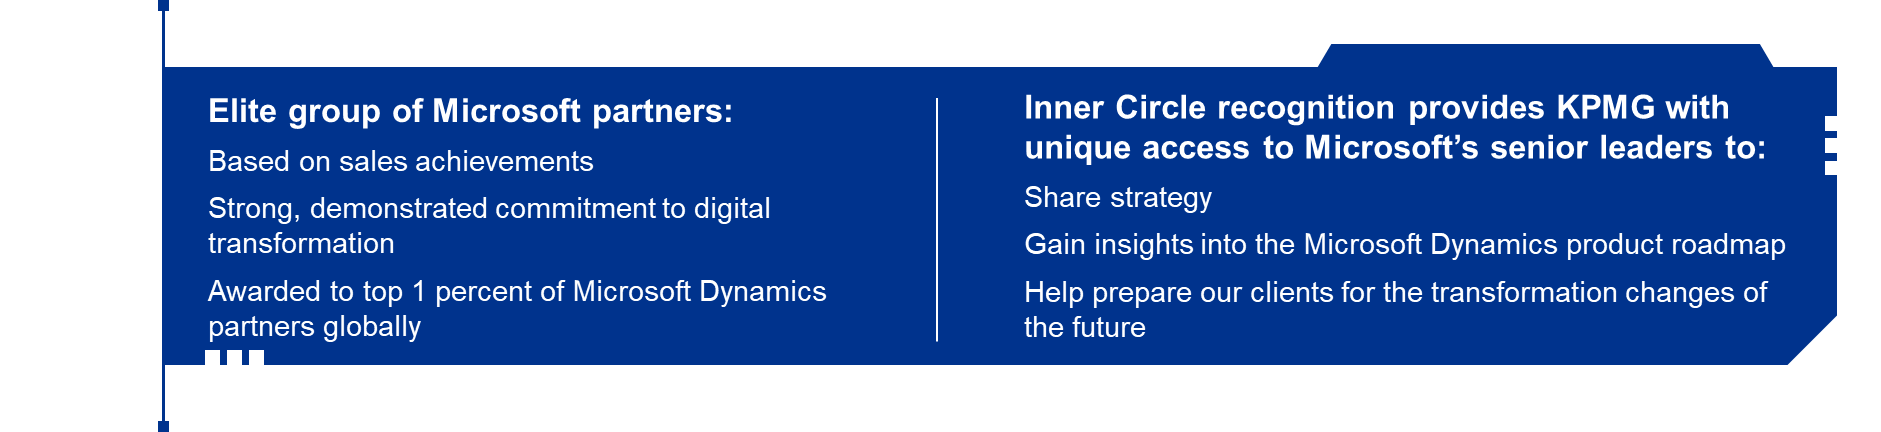 Elite group of Microsoft partners:
Based on sales achievements
Strong, demonstrated commitment to digital
transformation
Awarded to top 1 percent of Microsoft Dynamics
partners globally
Inner Circle recognition provides KPMG with
unique access to Microsoft’s senior leaders to:
Share strategy
Gain insights into the Microsoft Dynamics product roadmap
Help prepare our clients for the transformation changes of
the future